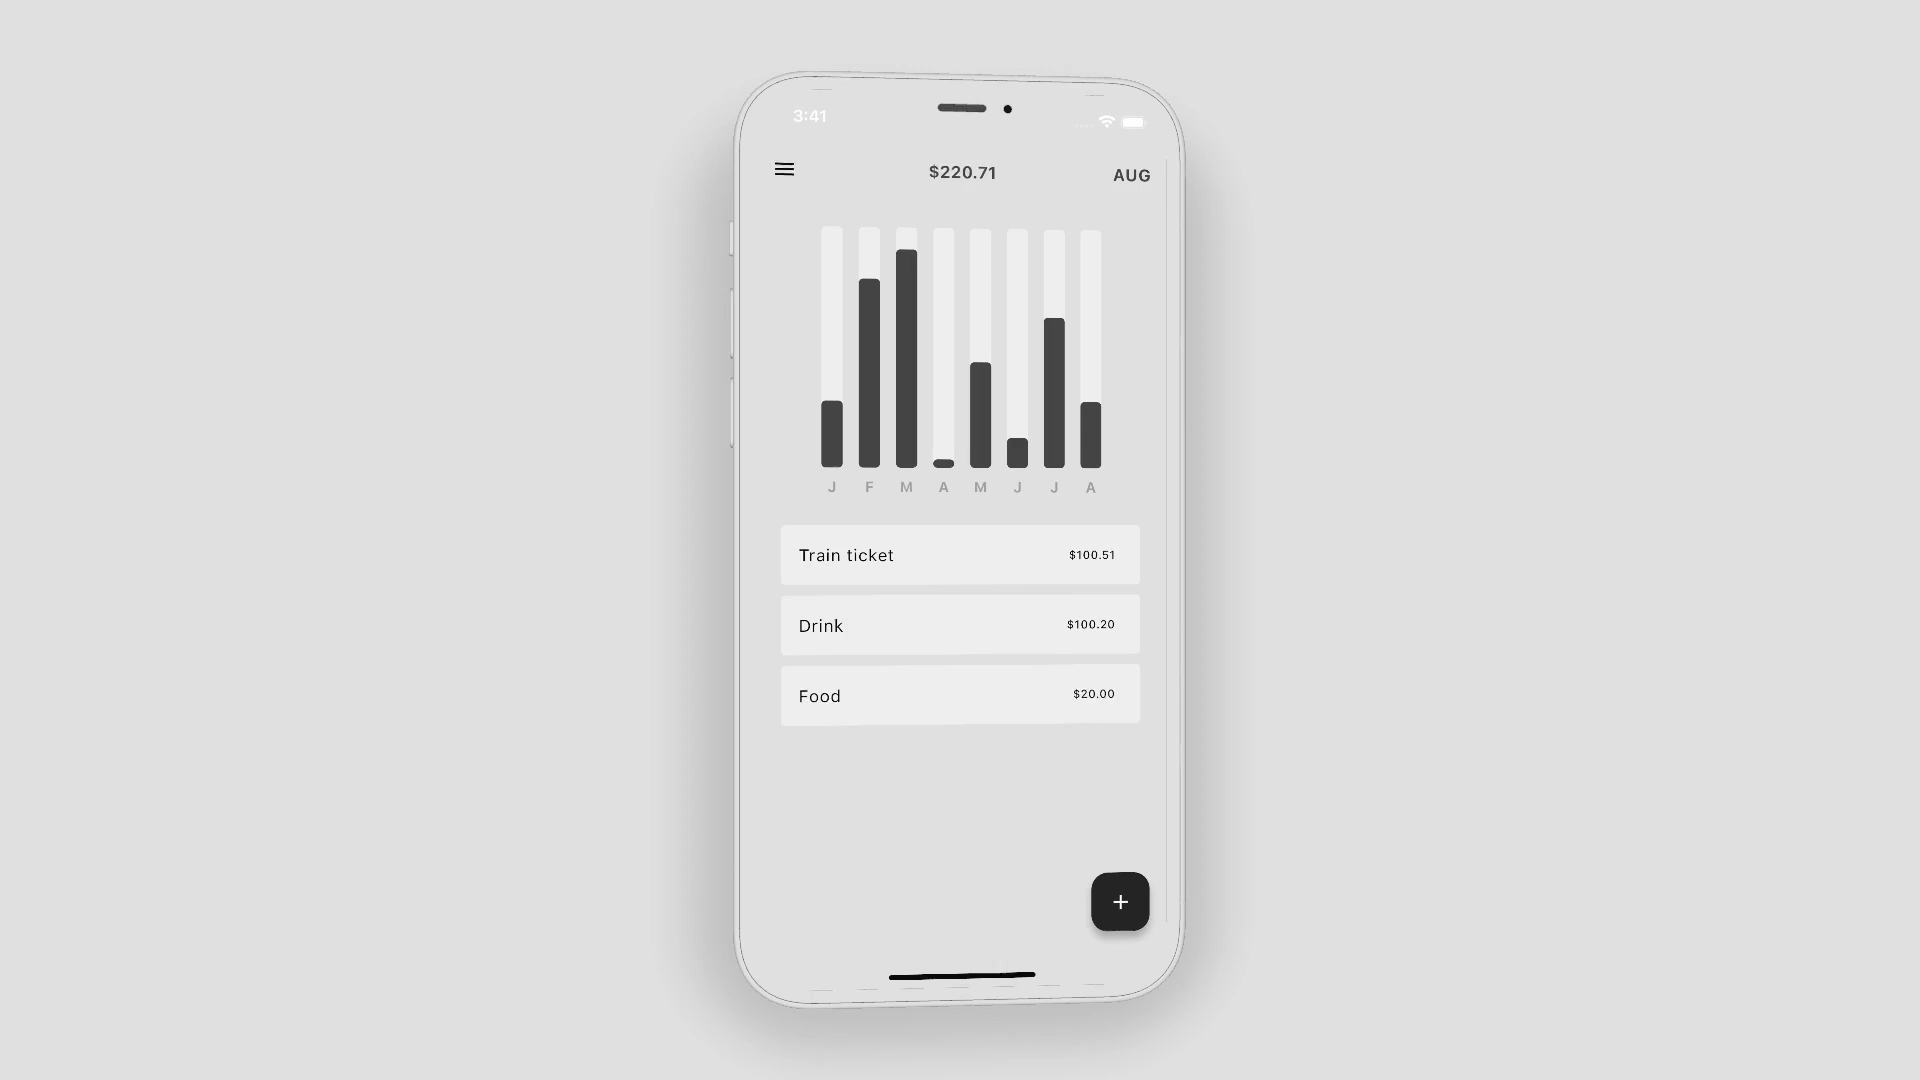 3:41
$220.71
AUG
J F M A M J J A
Train ticket $100.51
Drink $100.20
Food $20.00
+